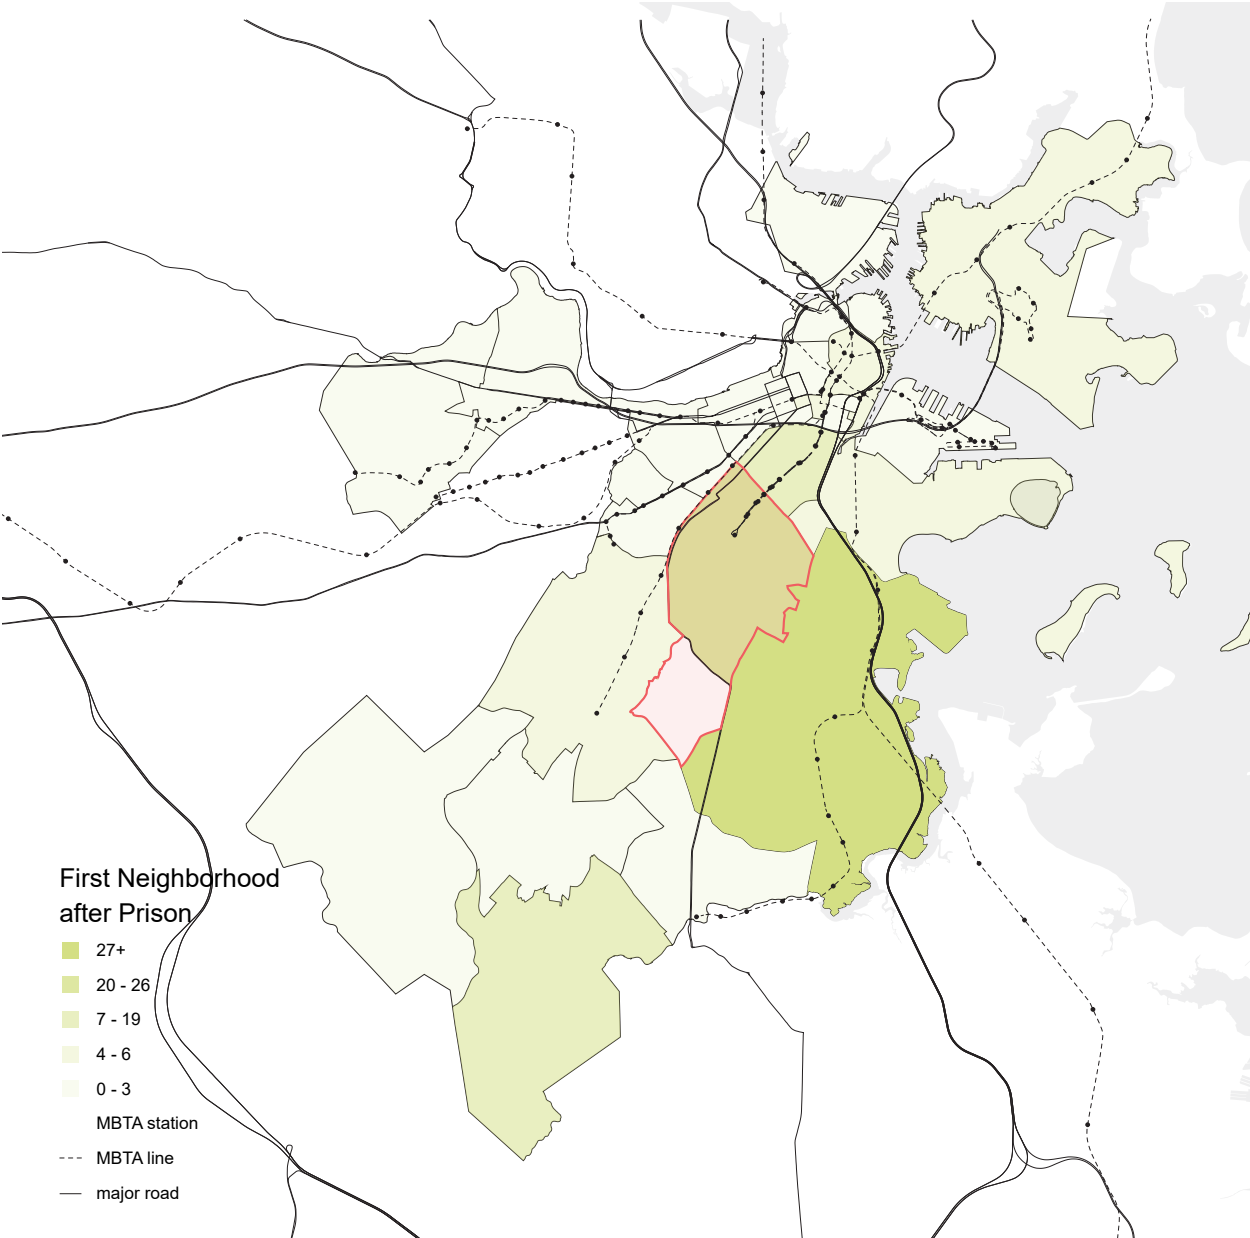 First Neighborhood
after Prison
27+
20 - 26
7 - 19
4 - 6
0 - 3
MBTA station
MBTA line
major road